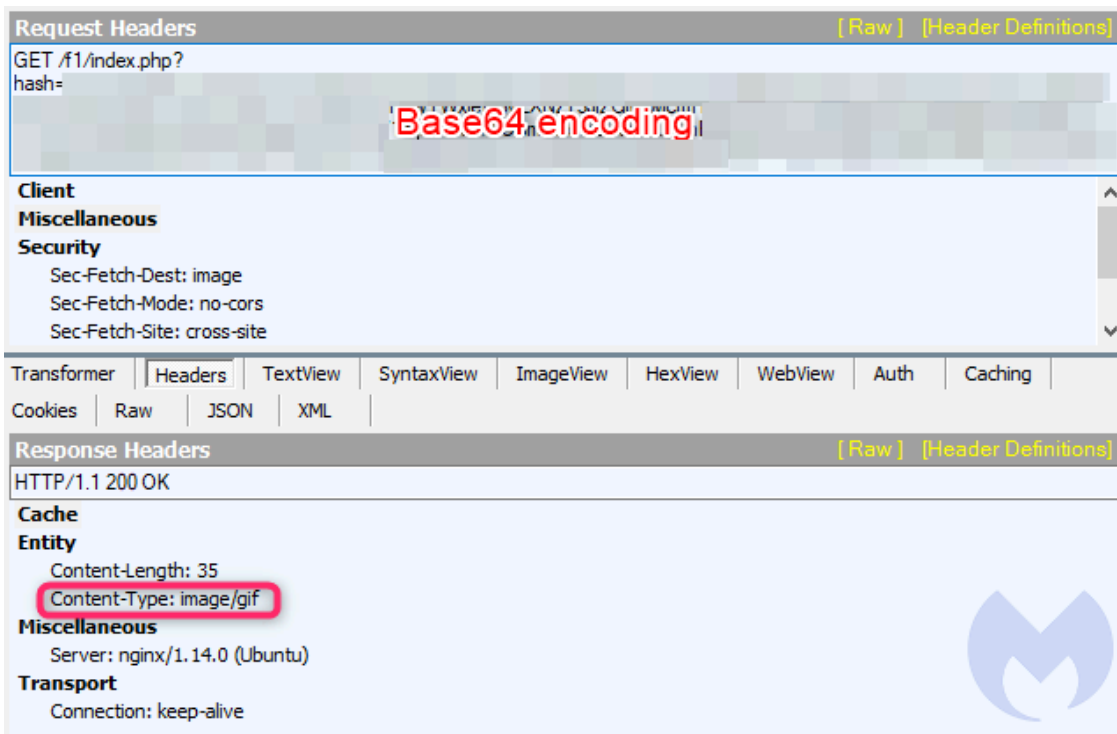 Request Headers [ Raw ] [Header Definitions]
GET /f1/index.php?
hash=
Base64 encoding
Client
Miscellaneous
Security
Sec-Fetch-Dest: image
Sec-Fetch-Mode: no-cors
Sec-Fetch-Site: cross-site
Transformer Headers TextView SyntaxView ImageView HexView WebView Auth Caching
Cookies Raw JSON XML
Response Headers [ Raw ] [Header Definitions]
HTTP/1.1 200 OK
Cache
Entity
Content-Length: 35
Content-Type: image/gif
Miscellaneous
Server: nginx/1.14.0 (Ubuntu)
Transport
Connection: keep-alive